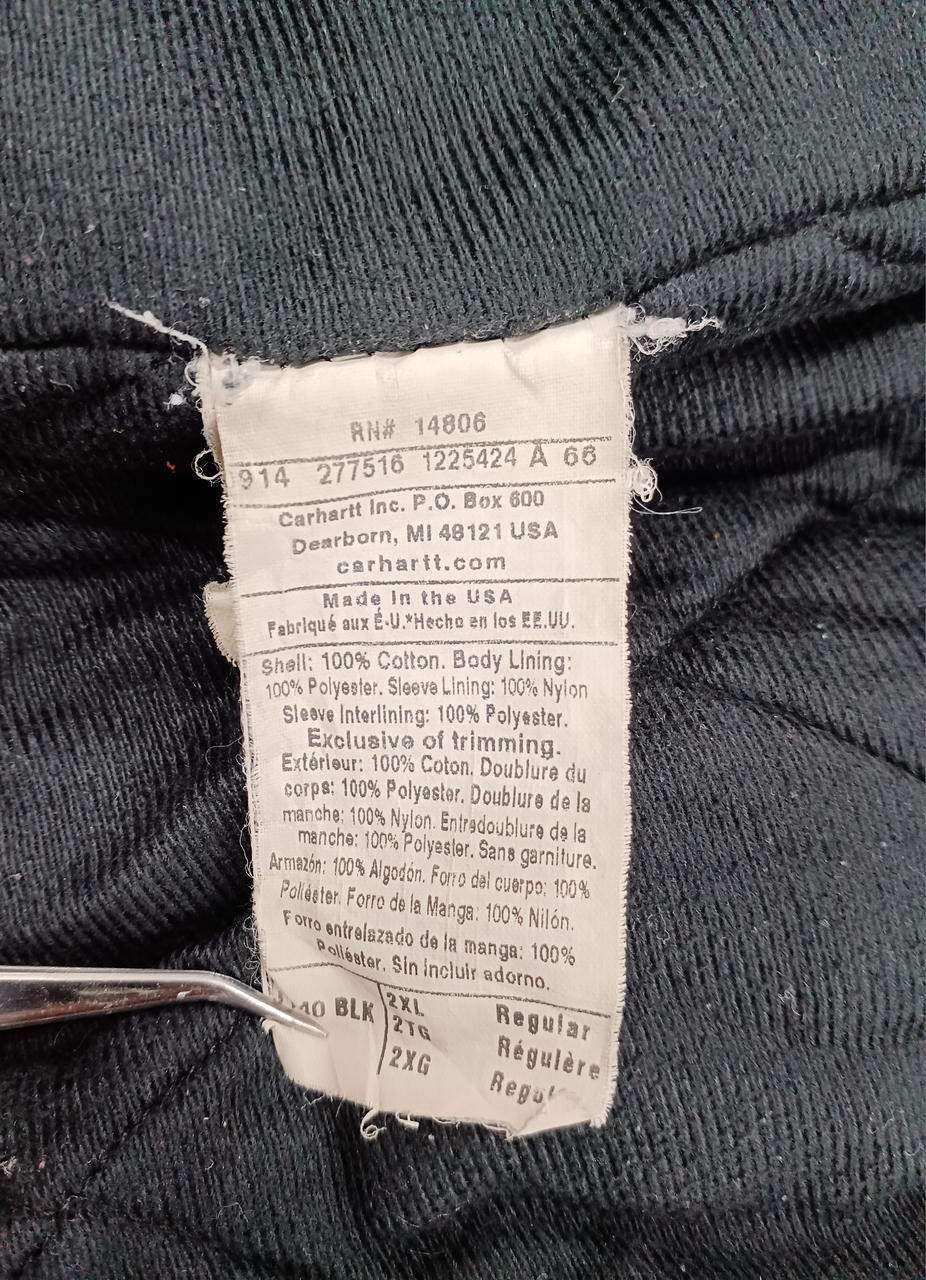 RN# 14806
914 277516 1225424 A 66
Carhartt Inc. P.O. Box 600
Dearborn, MI 48121 USA
carhartt.com
Made in the USA
Fabriqué aux É-U.*Hecho en los EE.UU.
Shell: 100% Cotton. Body Lining:
100% Polyester. Sleeve Lining: 100% Nylon
Sleeve Interlining: 100% Polyester.
Exclusive of trimming.
Extérieur: 100% Coton. Doublure du
corps: 100% Polyester. Doublure de la
manche: 100% Nylon. Entredoublure de la
manche: 100% Polyester. Sans garniture.
Armazón: 100% Algodón. Forro del cuerpo: 100%
Poliéster. Forro de la Manga: 100% Nilón.
Forro entrelazado de la manga: 100%
Poliéster. Sin incluir adorno.
BLK 2XL Regular
2TG Régulère
2XG